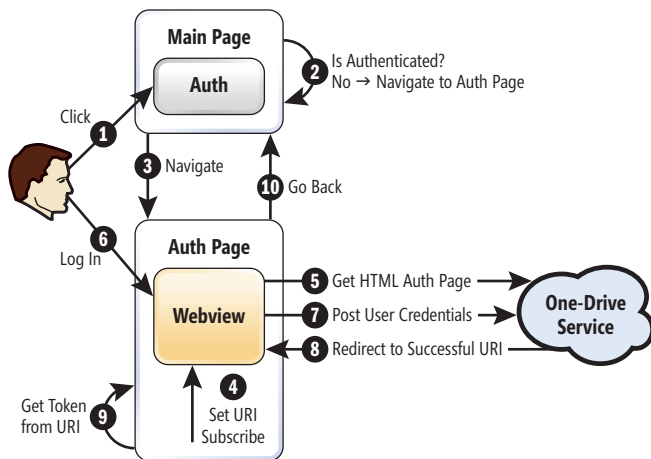 Main Page
Auth
2
Is Authenticated?
No → Navigate to Auth Page
Click
1
3 Navigate
10 Go Back
6
Log In
Auth Page
Webview
5 Get HTML Auth Page
7 Post User Credentials
8 Redirect to Successful URI
One-Drive
Service
4
Set URI
Subscribe
Get Token
from URI
9